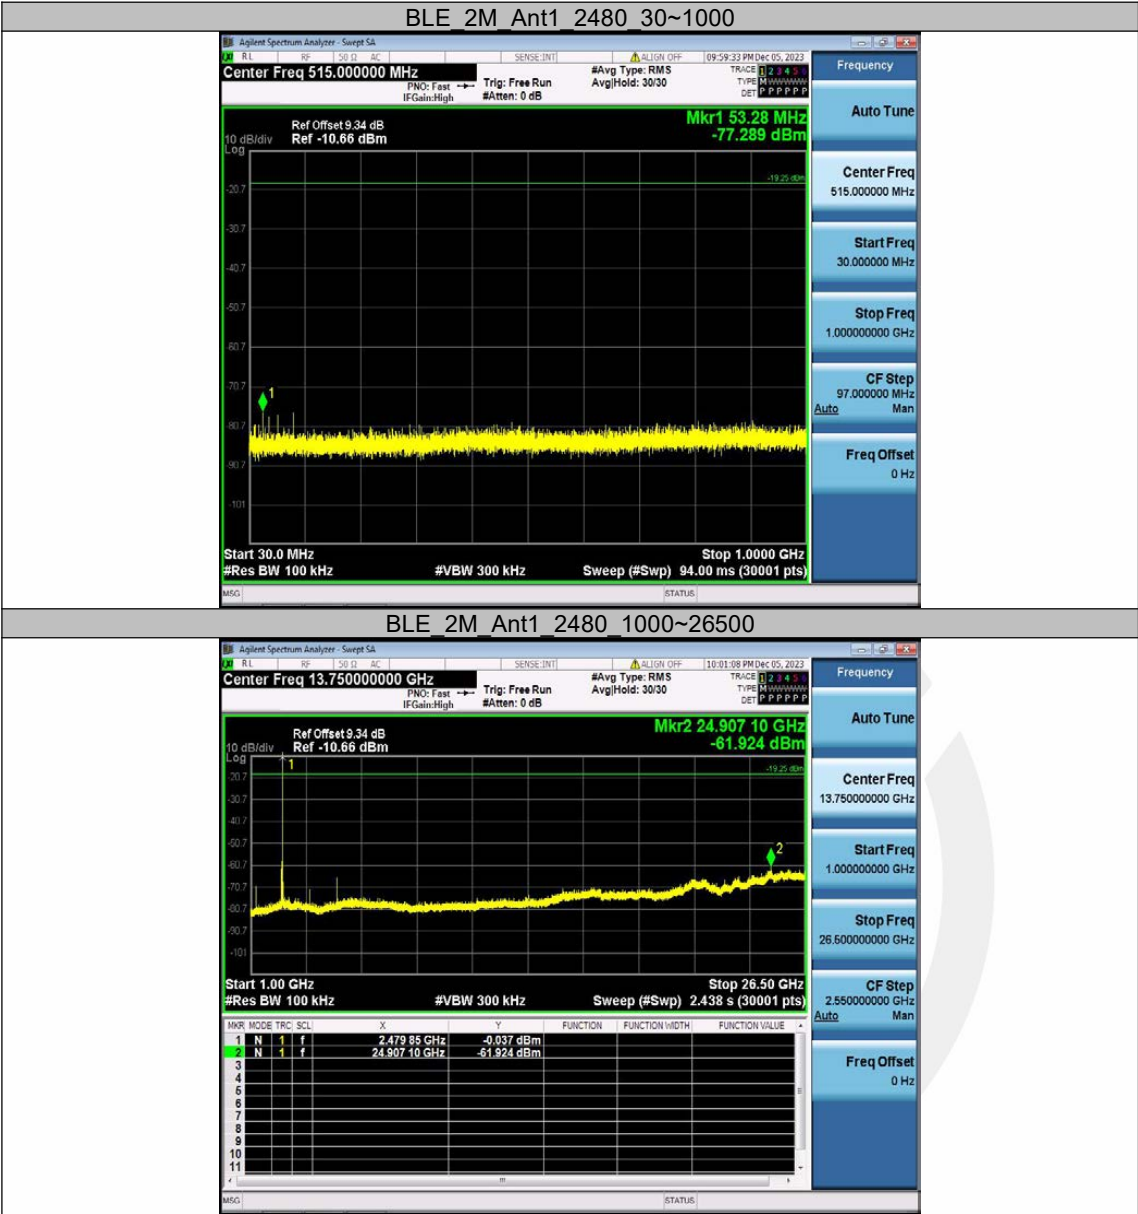 BLE_2M_Ant1_2480_30~1000
Agilent Spectrum Analyzer - Swept SA
RL RF 50 Ω AC SENSE:INT ALIGN OFF 09:59:33 PM Dec 05, 2023
Center Freq 515.000000 MHz
#Avg Type: RMS
TRACE 1 2 3 4 5 6
PNO: Fast
Trig: Free Run
Avg|Hold: 30/30
TYPE M WWWWW
IFGain:High
#Atten: 0 dB
DET P P P P P P
Frequency
Auto Tune
Mkr1 53.28 MHz
-77.289 dBm
Ref Offset 9.34 dB
10 dB/div Ref -10.66 dBm
Log
-19.25 dBm
-20.7
-30.7
-40.7
-50.7
-60.7
-70.7
-80.7
-90.7
-101
1
Center Freq
515.000000 MHz
Start Freq
30.000000 MHz
Stop Freq
1.000000000 GHz
CF Step
97.000000 MHz
Auto Man
Freq Offset
0 Hz
Start 30.0 MHz Stop 1.0000 GHz
#Res BW 100 kHz #VBW 300 kHz Sweep (#Swp) 94.00 ms (30001 pts)
MSG STATUS
BLE_2M_Ant1_2480_1000~26500
Agilent Spectrum Analyzer - Swept SA
RL RF 50 Ω AC SENSE:INT ALIGN OFF 10:01:08 PM Dec 05, 2023
Center Freq 13.750000000 GHz
#Avg Type: RMS
TRACE 1 2 3 4 5 6
PNO: Fast
Trig: Free Run
Avg|Hold: 30/30
TYPE M WWWWW
IFGain:High
#Atten: 0 dB
DET P P P P P P
Frequency
Auto Tune
Mkr2 24.907 10 GHz
-61.924 dBm
Ref Offset 9.34 dB
10 dB/div Ref -10.66 dBm
Log
1
-19.25 dBm
-20.7
-30.7
-40.7
-50.7
-60.7
-70.7
-80.7
-90.7
-101
2
Center Freq
13.750000000 GHz
Start Freq
1.000000000 GHz
Stop Freq
26.500000000 GHz
CF Step
2.550000000 GHz
Auto Man
Freq Offset
0 Hz
Start 1.00 GHz Stop 26.50 GHz
#Res BW 100 kHz #VBW 300 kHz Sweep (#Swp) 2.438 s (30001 pts)
MKR MODE TRC SCL X Y FUNCTION FUNCTION WIDTH FUNCTION VALUE
1 N 1 f 2.479 85 GHz -0.037 dBm
2 N 1 f 24.907 10 GHz -61.924 dBm
3
4
5
6
7
8
9
10
11
MSG STATUS